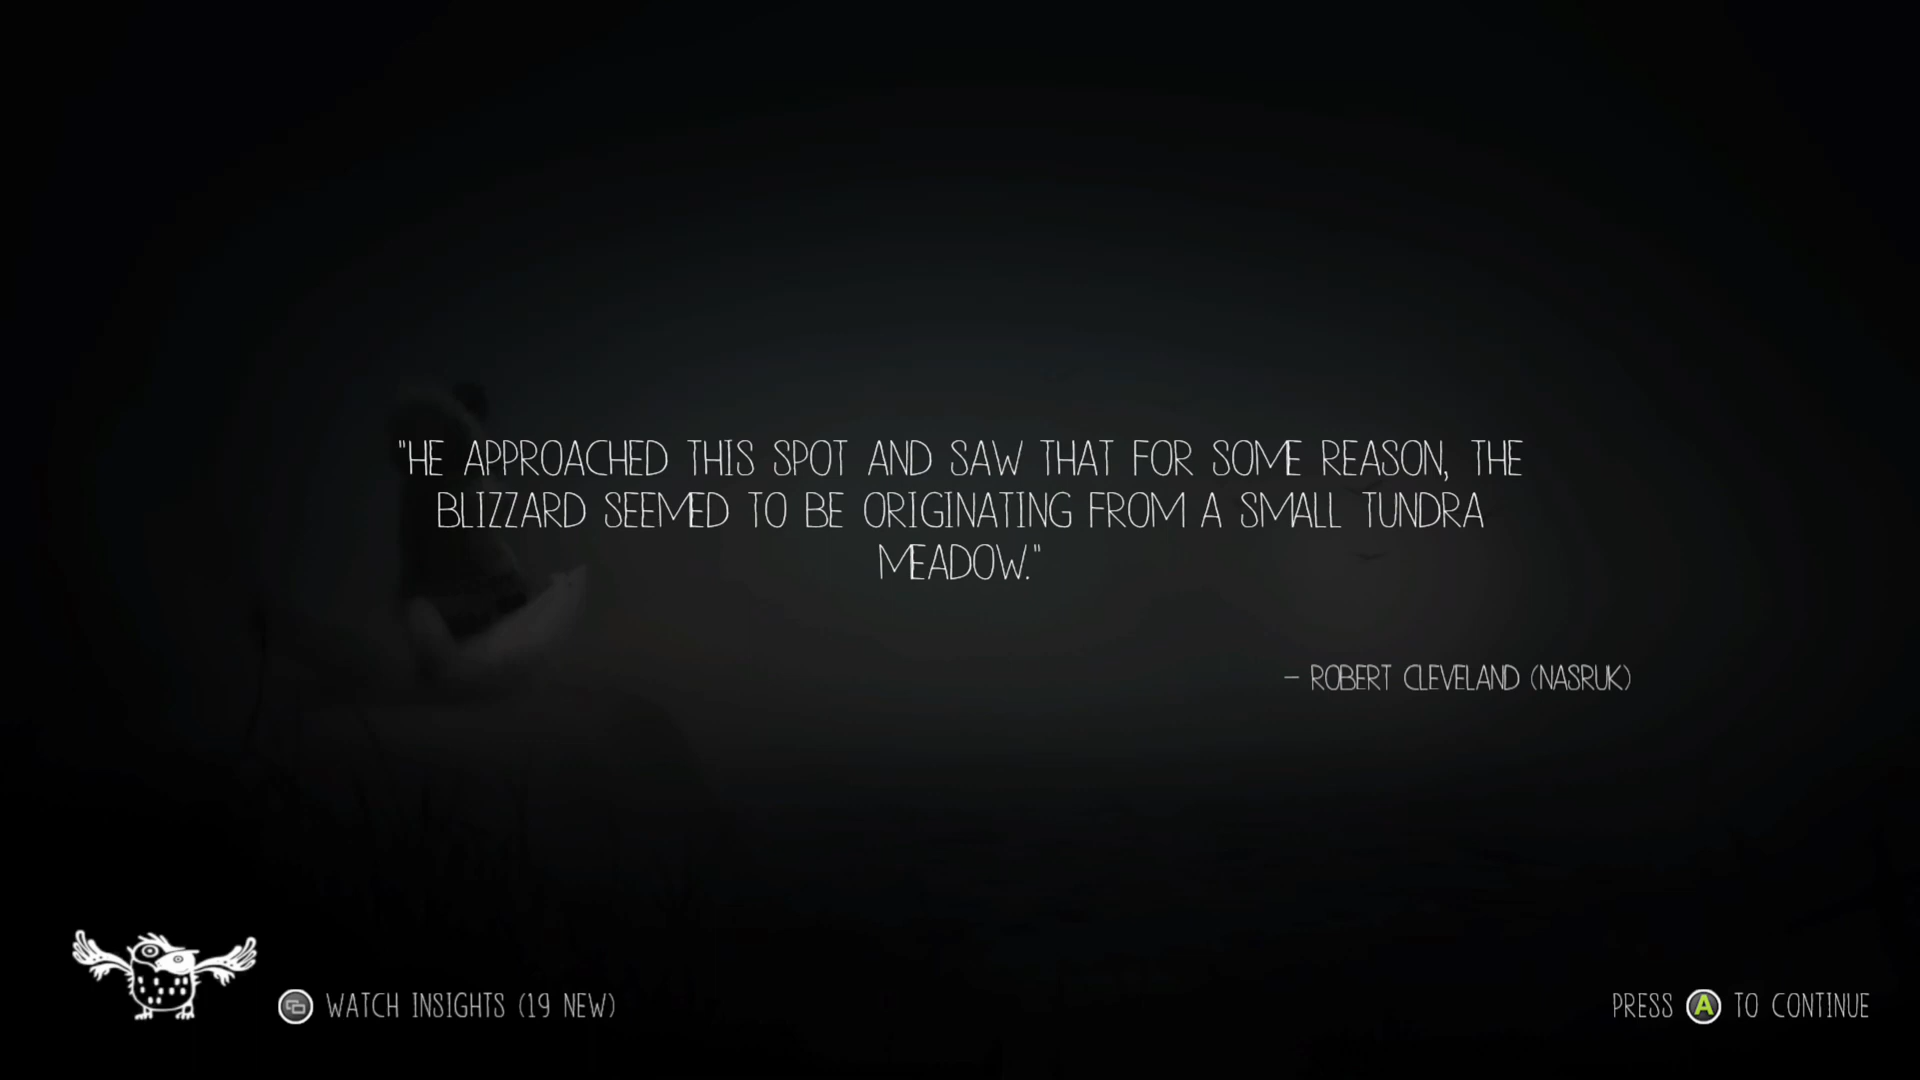 "HE APPROACHED THIS SPOT AND SAW THAT FOR SOME REASON, THE
BLIZZARD SEEMED TO BE ORIGINATING FROM A SMALL TUNDRA
MEADOW."
– ROBERT CLEVELAND (NASRUK)
WATCH INSIGHTS (19 NEW)
PRESS A TO CONTINUE